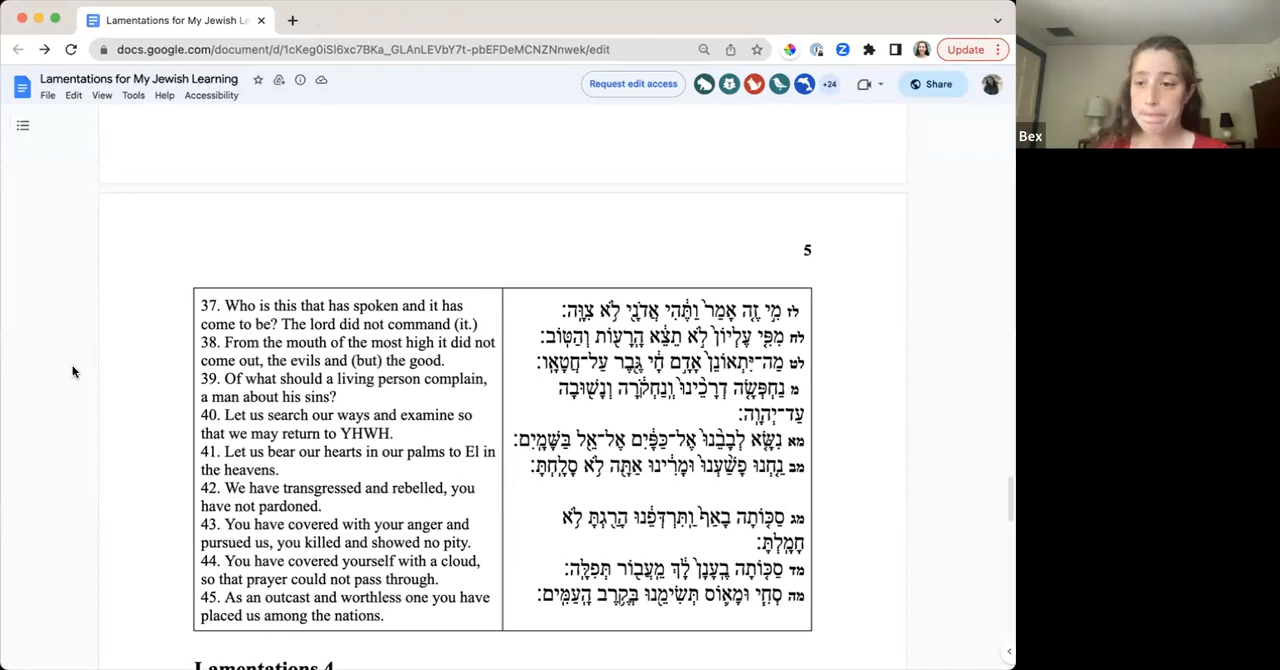 Lamentations for My Jewish Le
docs.google.com/document/d/1cKeg0iSl6xc7BKa_GLAnLEVbY7t-pbEFDeMCNZNnwek/edit
Update
Lamentations for My Jewish Learning
File Edit View Tools Help Accessibility
Request edit access
+24
Share
Bex
5
37. Who is this that has spoken and it has
come to be? The lord did not command (it.)
38. From the mouth of the most high it did not
come out, the evils and (but) the good.
39. Of what should a living person complain,
a man about his sins?
40. Let us search our ways and examine so
that we may return to YHWH.
41. Let us bear our hearts in our palms to El in
the heavens.
42. We have transgressed and rebelled, you
have not pardoned.
43. You have covered with your anger and
pursued us, you killed and showed no pity.
44. You have covered yourself with a cloud,
so that prayer could not pass through.
45. As an outcast and worthless one you have
placed us among the nations.
לז מִ֣י זֶ֤ה אָמַר֙ וַתֶּ֔הִי אֲדֹנָ֖י לֹ֥א צִוָּֽה׃
לח מִפִּ֤י עֶלְיוֹן֙ לֹ֣א תֵצֵ֔א הָרָע֖וֹת וְהַטּֽוֹב׃
לט מַה־יִּתְאוֹנֵן֙ אָדָ֣ם חָ֔י גֶּ֖בֶר עַל־חֲטָאָֽו׃
מ נַחְפְּשָׂ֤ה דְרָכֵ֙ינוּ֙ וְֽנַחְקֹ֔רָה וְנָשׁ֖וּבָה
עַד־יְהוָֽה׃
מא נִשָּׂ֤א לְבָבֵ֙נוּ֙ אֶל־כַּפָּ֔יִם אֶל־אֵ֖ל בַּשָּׁמָֽיִם׃
מב נַ֤חְנוּ פָשַׁ֙עְנוּ֙ וּמָרִ֔ינוּ אַתָּ֖ה לֹ֥א סָלָֽחְתָּ׃
מג סַכּ֤וֹתָה בָאַף֙ וַֽתִּרְדְּפֵ֔נוּ הָרַ֖גְתָּ לֹ֥א
חָמָֽלְתָּ׃
מד סַכּ֤וֹתָה בֶֽעָנָן֙ לָ֔ךְ מֵעֲב֖וֹר תְּפִלָּֽה׃
מה סְחִ֧י וּמָא֛וֹס תְּשִׂימֵ֖נוּ בְּקֶ֥רֶב הָעַמִּֽים׃
Lamentations 4